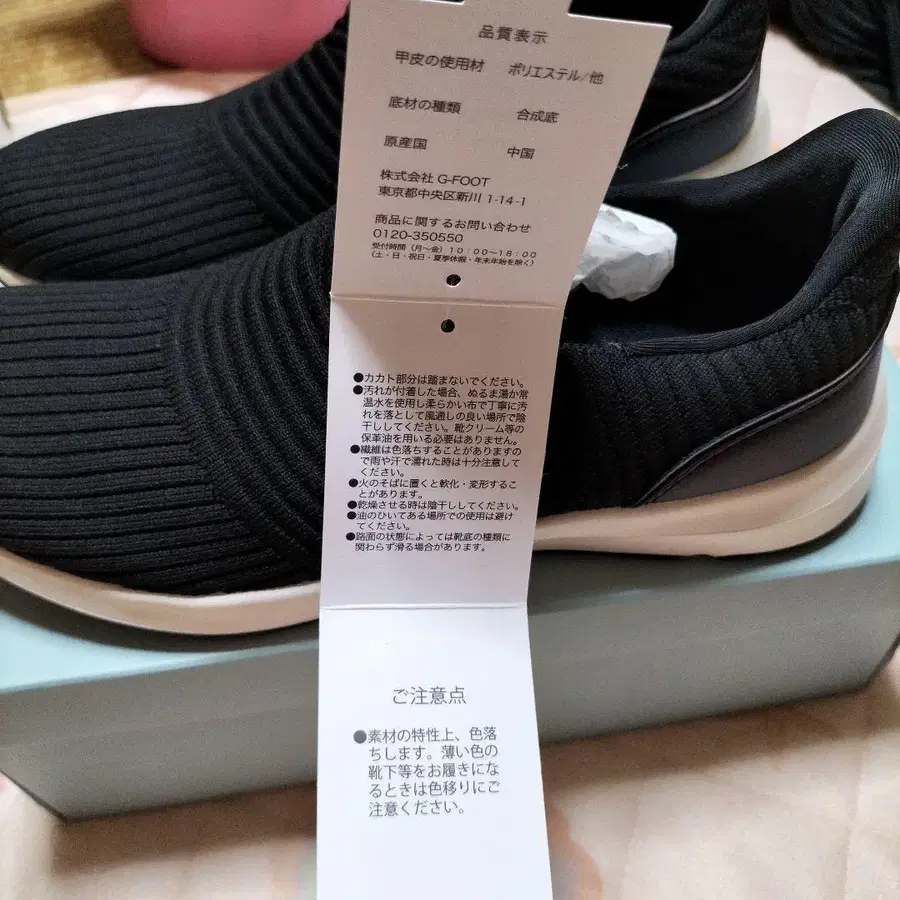 品質表示
甲皮の使用材 ポリエステル/他
底材の種類 合成底
原産国 中国
株式会社 G-FOOT
東京都中央区新川 1-14-1
商品に関するお問い合わせ
0120-350550
受付時間(月〜金)10:00〜18:00
(土・日・祝日・夏季休暇・年末年始を除く)
●カカト部分は踏まないでください。
●汚れが付着した場合、ぬるま湯か常
温水を使用し柔らかい布で丁寧に汚
れを落として風通しの良い場所で陰
干ししてください。靴クリーム等の
保革油を用いる必要はありません。
●繊維は色落ちすることがありますの
で雨や汗で濡れた時は十分注意して
ください。
●火のそばに置くと軟化・変形するこ
とがあります。
●乾燥させる時は陰干ししてください。
●油のひいてある場所での使用は避け
てください。
●路面の状態によっては靴底の種類に
関わらず滑る場合があります。
ご注意点
●素材の特性上、色落
ちします。薄い色の
靴下等をお履きにな
るときは色移りにご
注意ください。